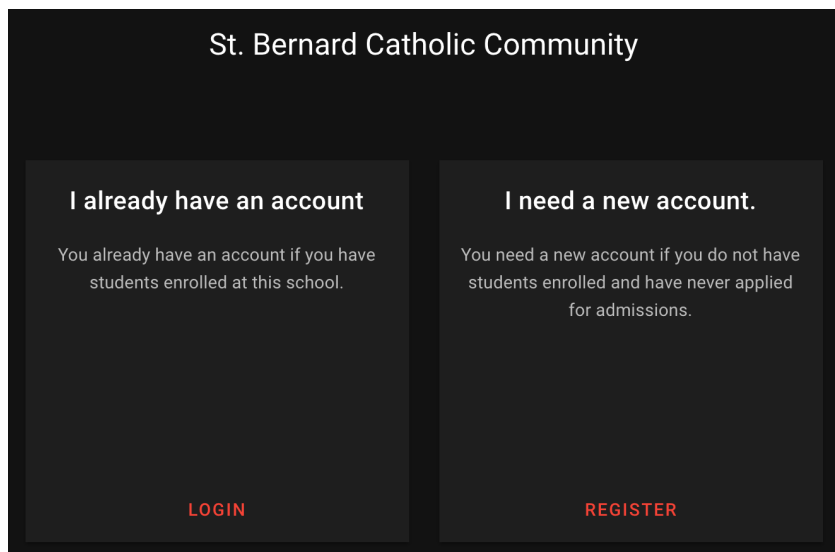 St. Bernard Catholic Community
I already have an account
You already have an account if you have
students enrolled at this school.
LOGIN
I need a new account.
You need a new account if you do not have
students enrolled and have never applied
for admissions.
REGISTER